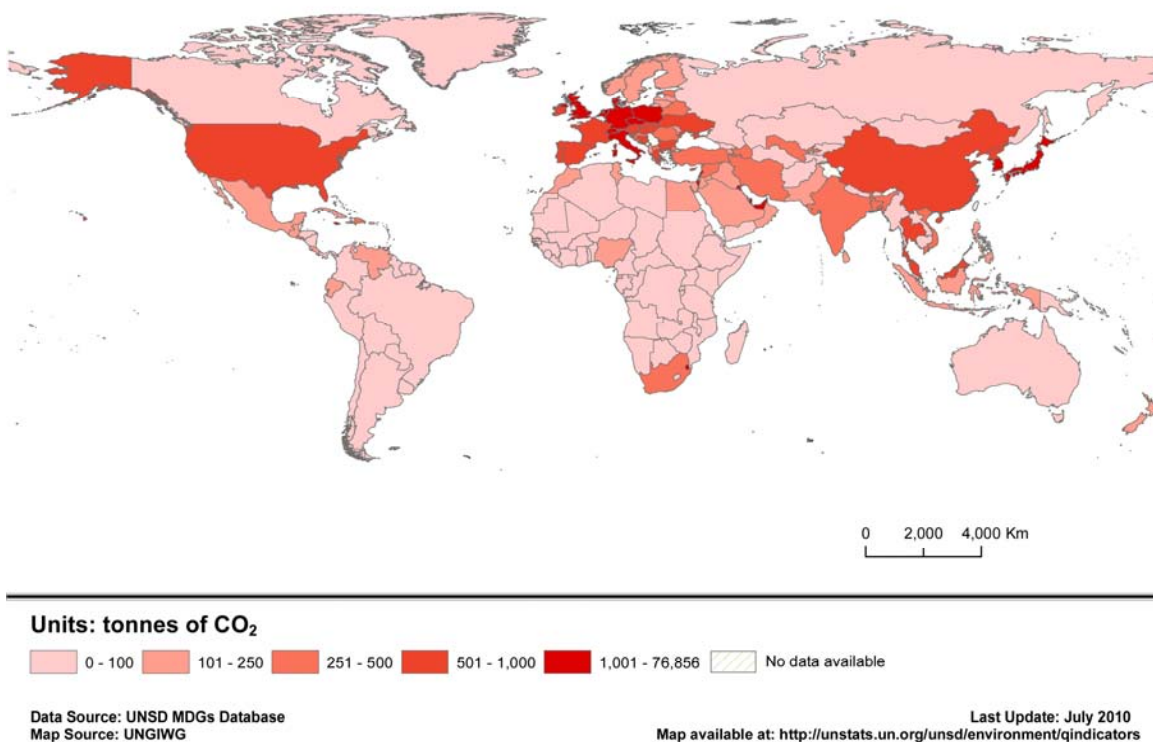 0 2,000 4,000 Km
Units: tonnes of CO₂
0 - 100 101 - 250 251 - 500 501 - 1,000 1,001 - 76,856 No data available
Data Source: UNSD MDGs Database Last Update: July 2010
Map Source: UNGIWG Map available at: http://unstats.un.org/unsd/environment/qindicators